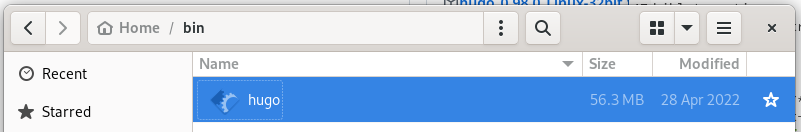 Home / bin
Name Size Modified
Recent
hugo 56.3 MB 28 Apr 2022
Starred